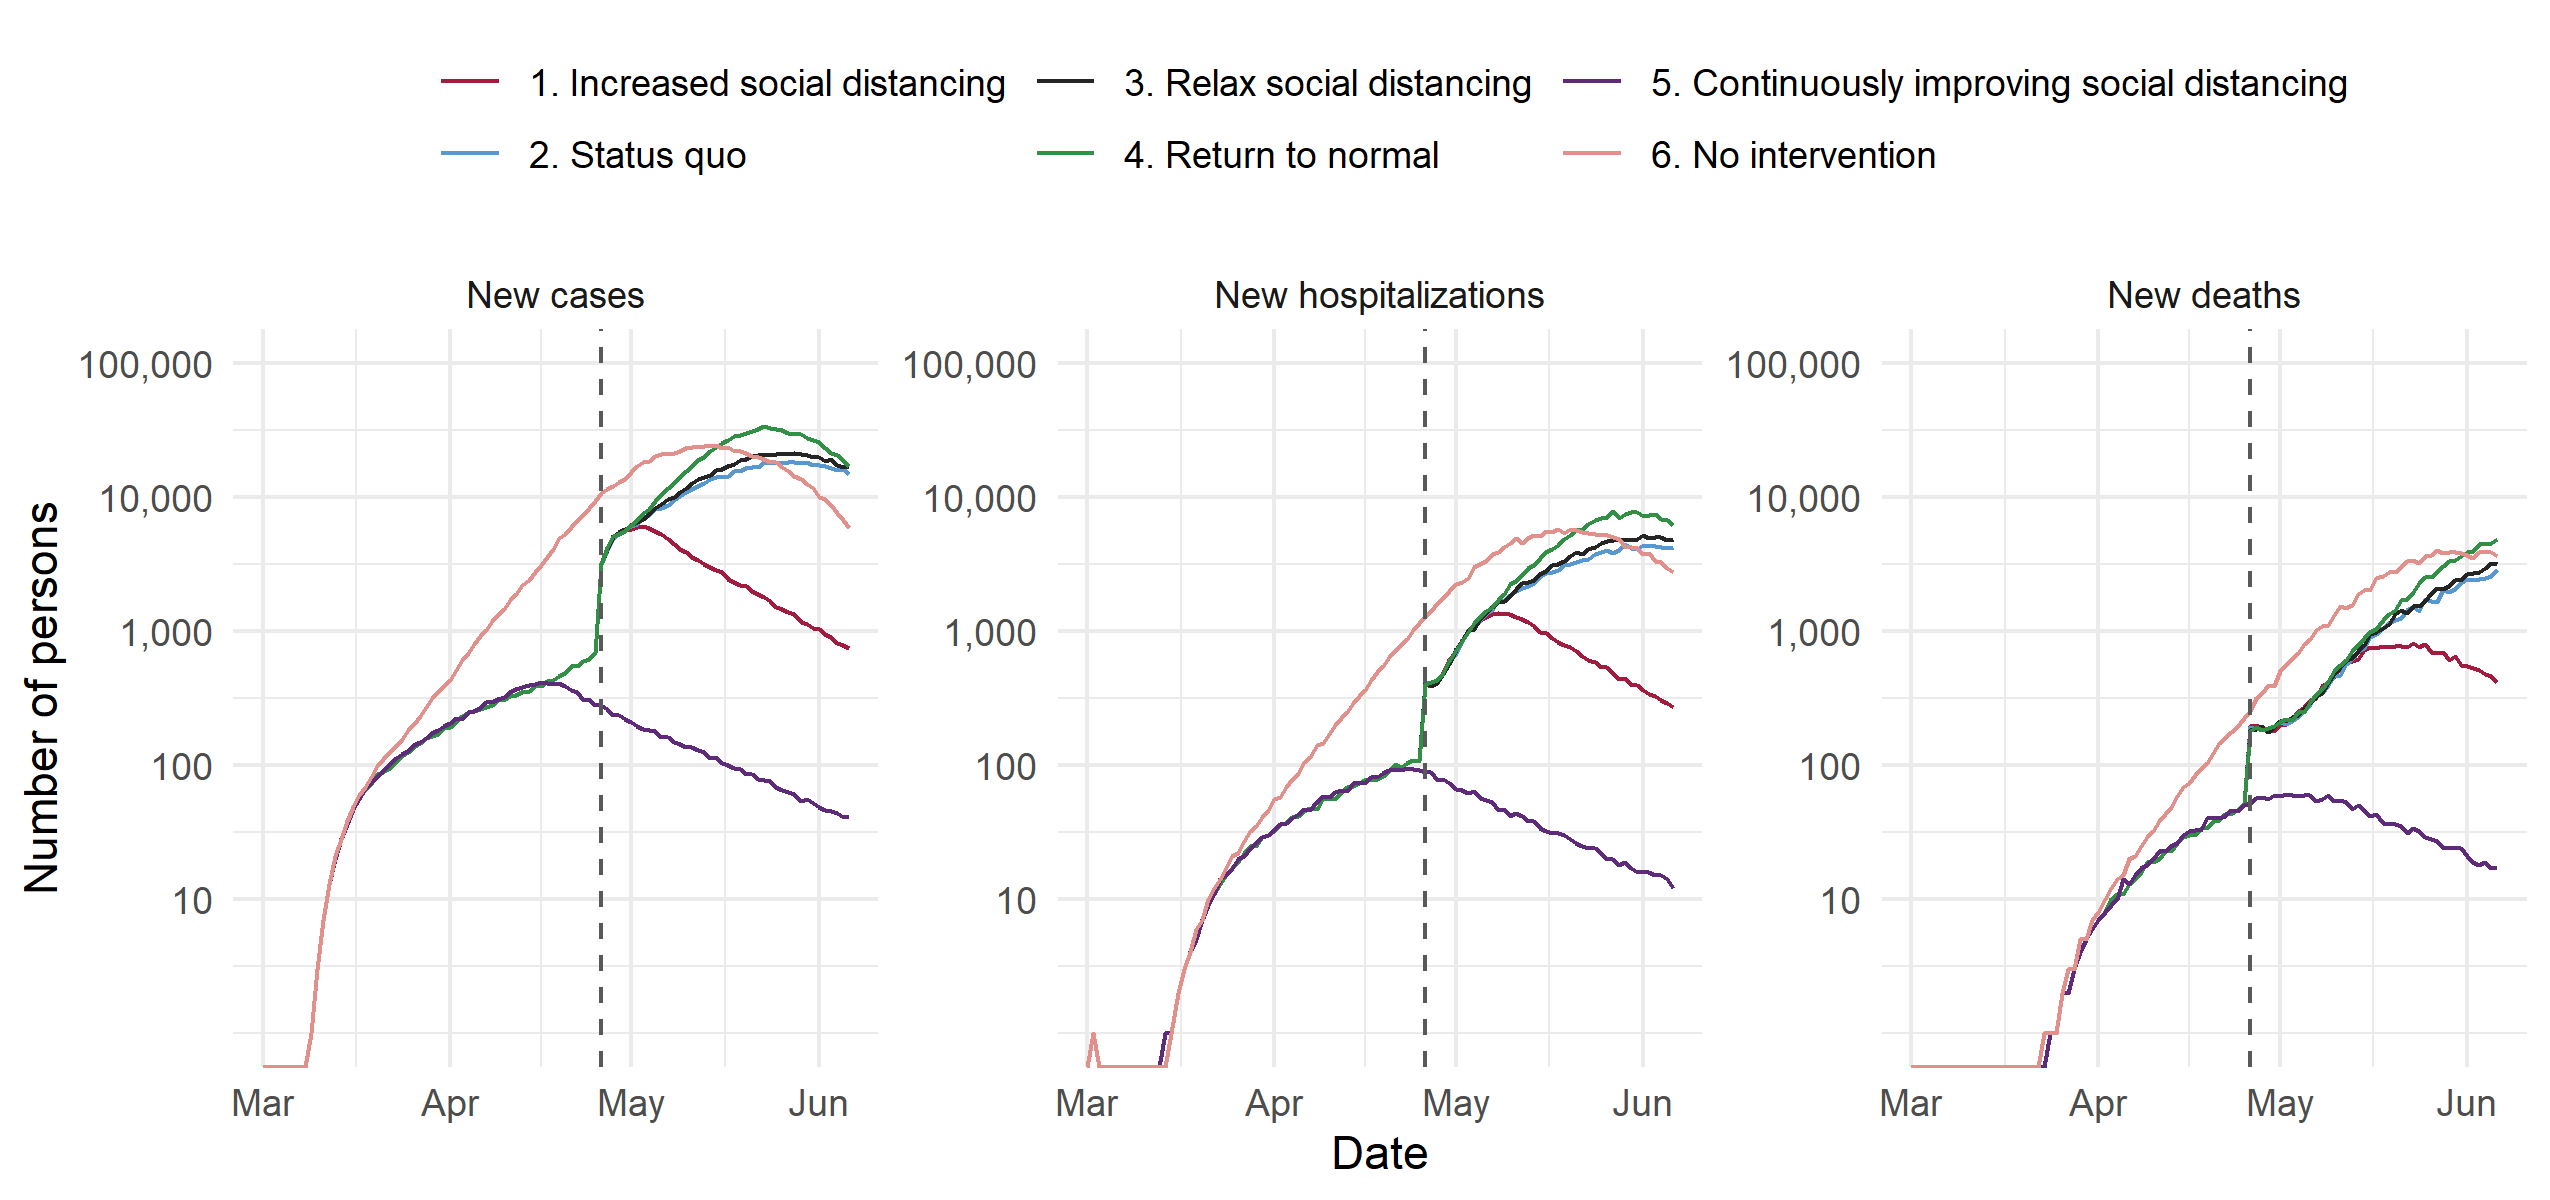 1. Increased social distancing
3. Relax social distancing
5. Continuously improving social distancing
2. Status quo
4. Return to normal
6. No intervention
New cases
New hospitalizations
New deaths
Number of persons
100,000
10,000
1,000
100
10
100,000
10,000
1,000
100
10
100,000
10,000
1,000
100
10
Mar Apr May Jun
Mar Apr May Jun
Mar Apr May Jun
Date